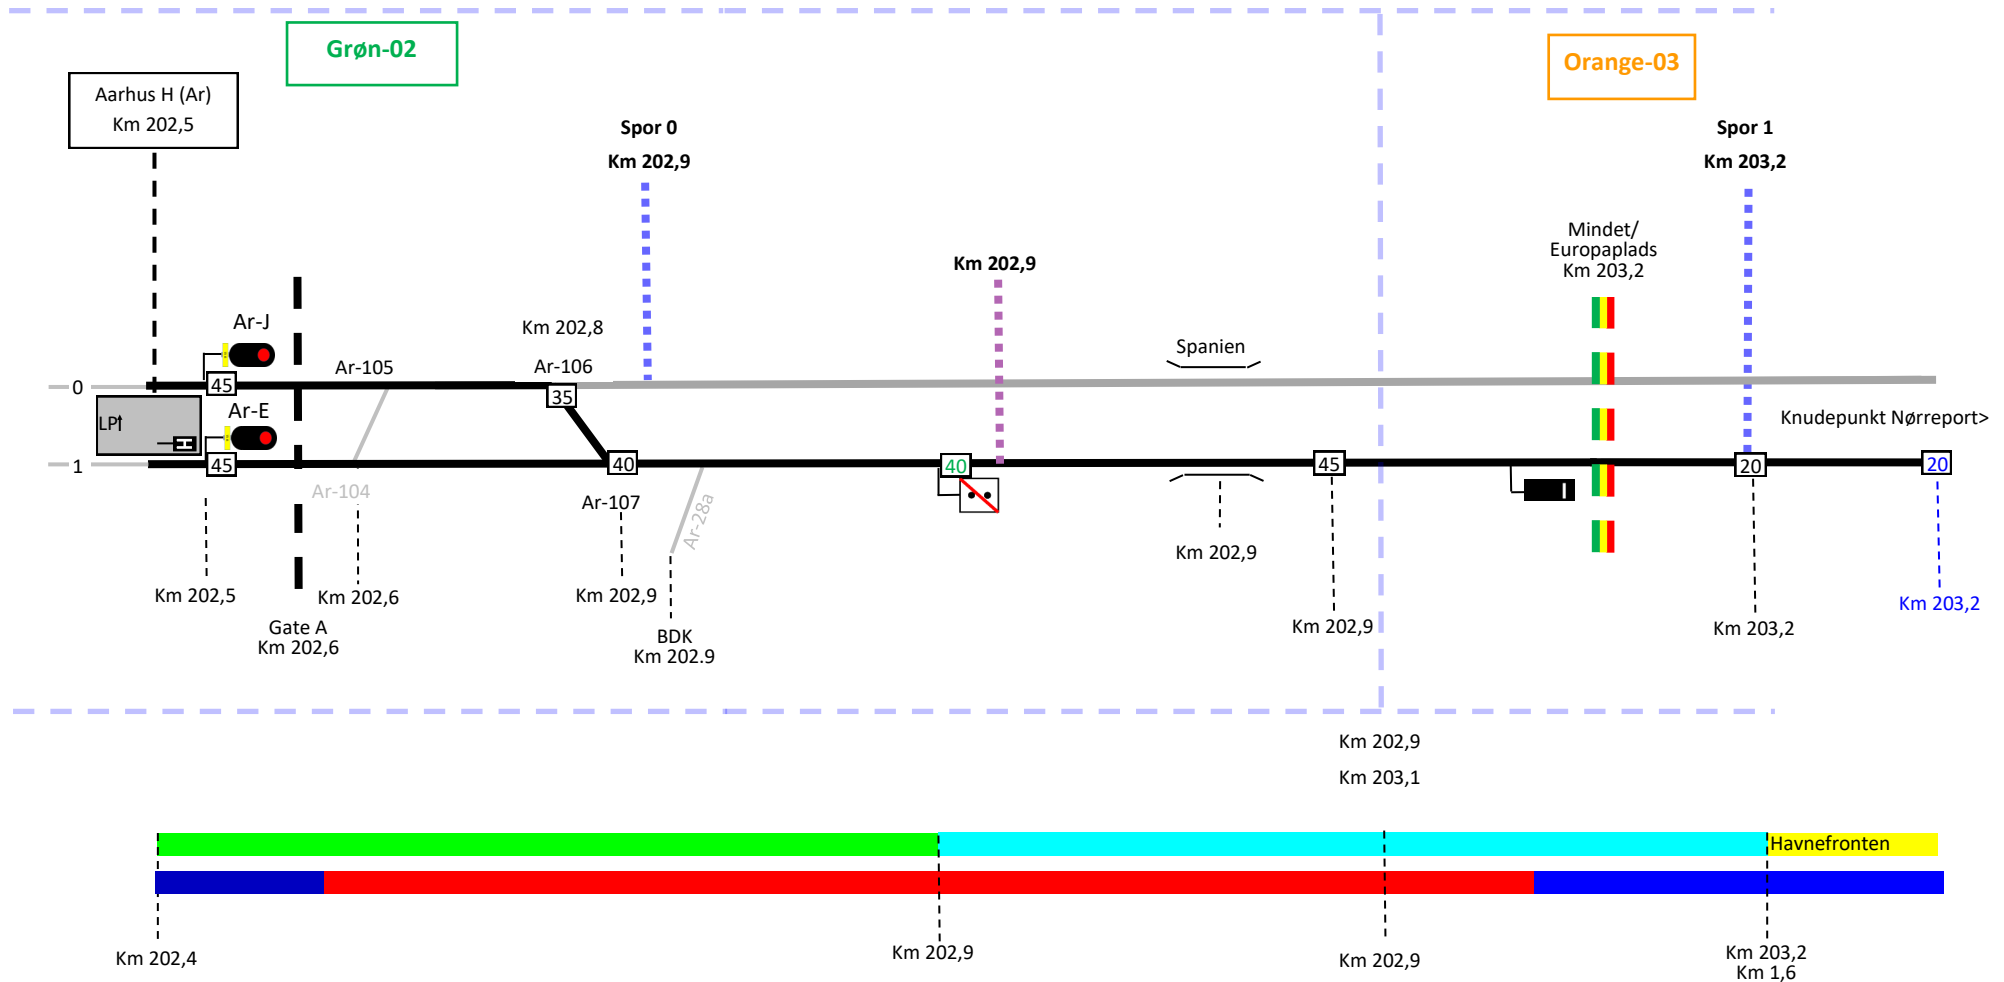 Grøn-02
Orange-03
Aarhus H (Ar)
Km 202,5
Spor 0
Km 202,9
Spor 1
Km 203,2
Km 202,9
Mindet/
Europaplads
Km 203,2
Ar-J
Km 202,8
Spanien
Ar-105
Ar-106
0
45
35
LP
H
Ar-E
Knudepunkt Nørreport>
1
45
40
40
45
20
20
Ar-104
Ar-107
Ar-28a
Km 202,9
Km 202,5
Km 202,6
Km 202,9
Km 203,2
Gate A
Km 202,6
BDK
Km 202.9
Km 202,9
Km 203,2
Km 202,9
Km 203,1
Havnefronten
Km 202,4
Km 202,9
Km 202,9
Km 203,2
Km 1,6